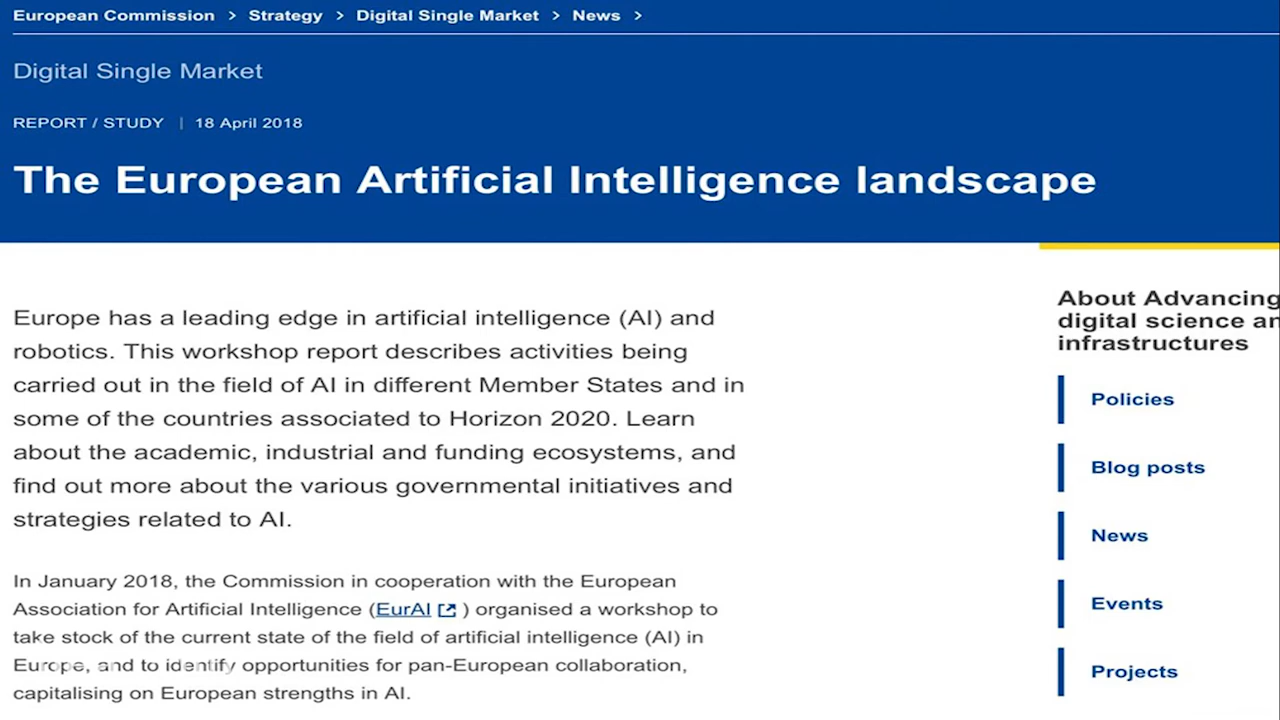 European Commission > Strategy > Digital Single Market > News >
Digital Single Market
REPORT / STUDY | 18 April 2018
The European Artificial Intelligence landscape
Europe has a leading edge in artificial intelligence (AI) and
robotics. This workshop report describes activities being
carried out in the field of AI in different Member States and in
some of the countries associated to Horizon 2020. Learn
about the academic, industrial and funding ecosystems, and
find out more about the various governmental initiatives and
strategies related to AI.
In January 2018, the Commission in cooperation with the European
Association for Artificial Intelligence (EurAI ) organised a workshop to
take stock of the current state of the field of artificial intelligence (AI) in
Europe, and to identify opportunities for pan-European collaboration,
capitalising on European strengths in AI.
About Advancing
digital science an
infrastructures
Policies
Blog posts
News
Events
Projects